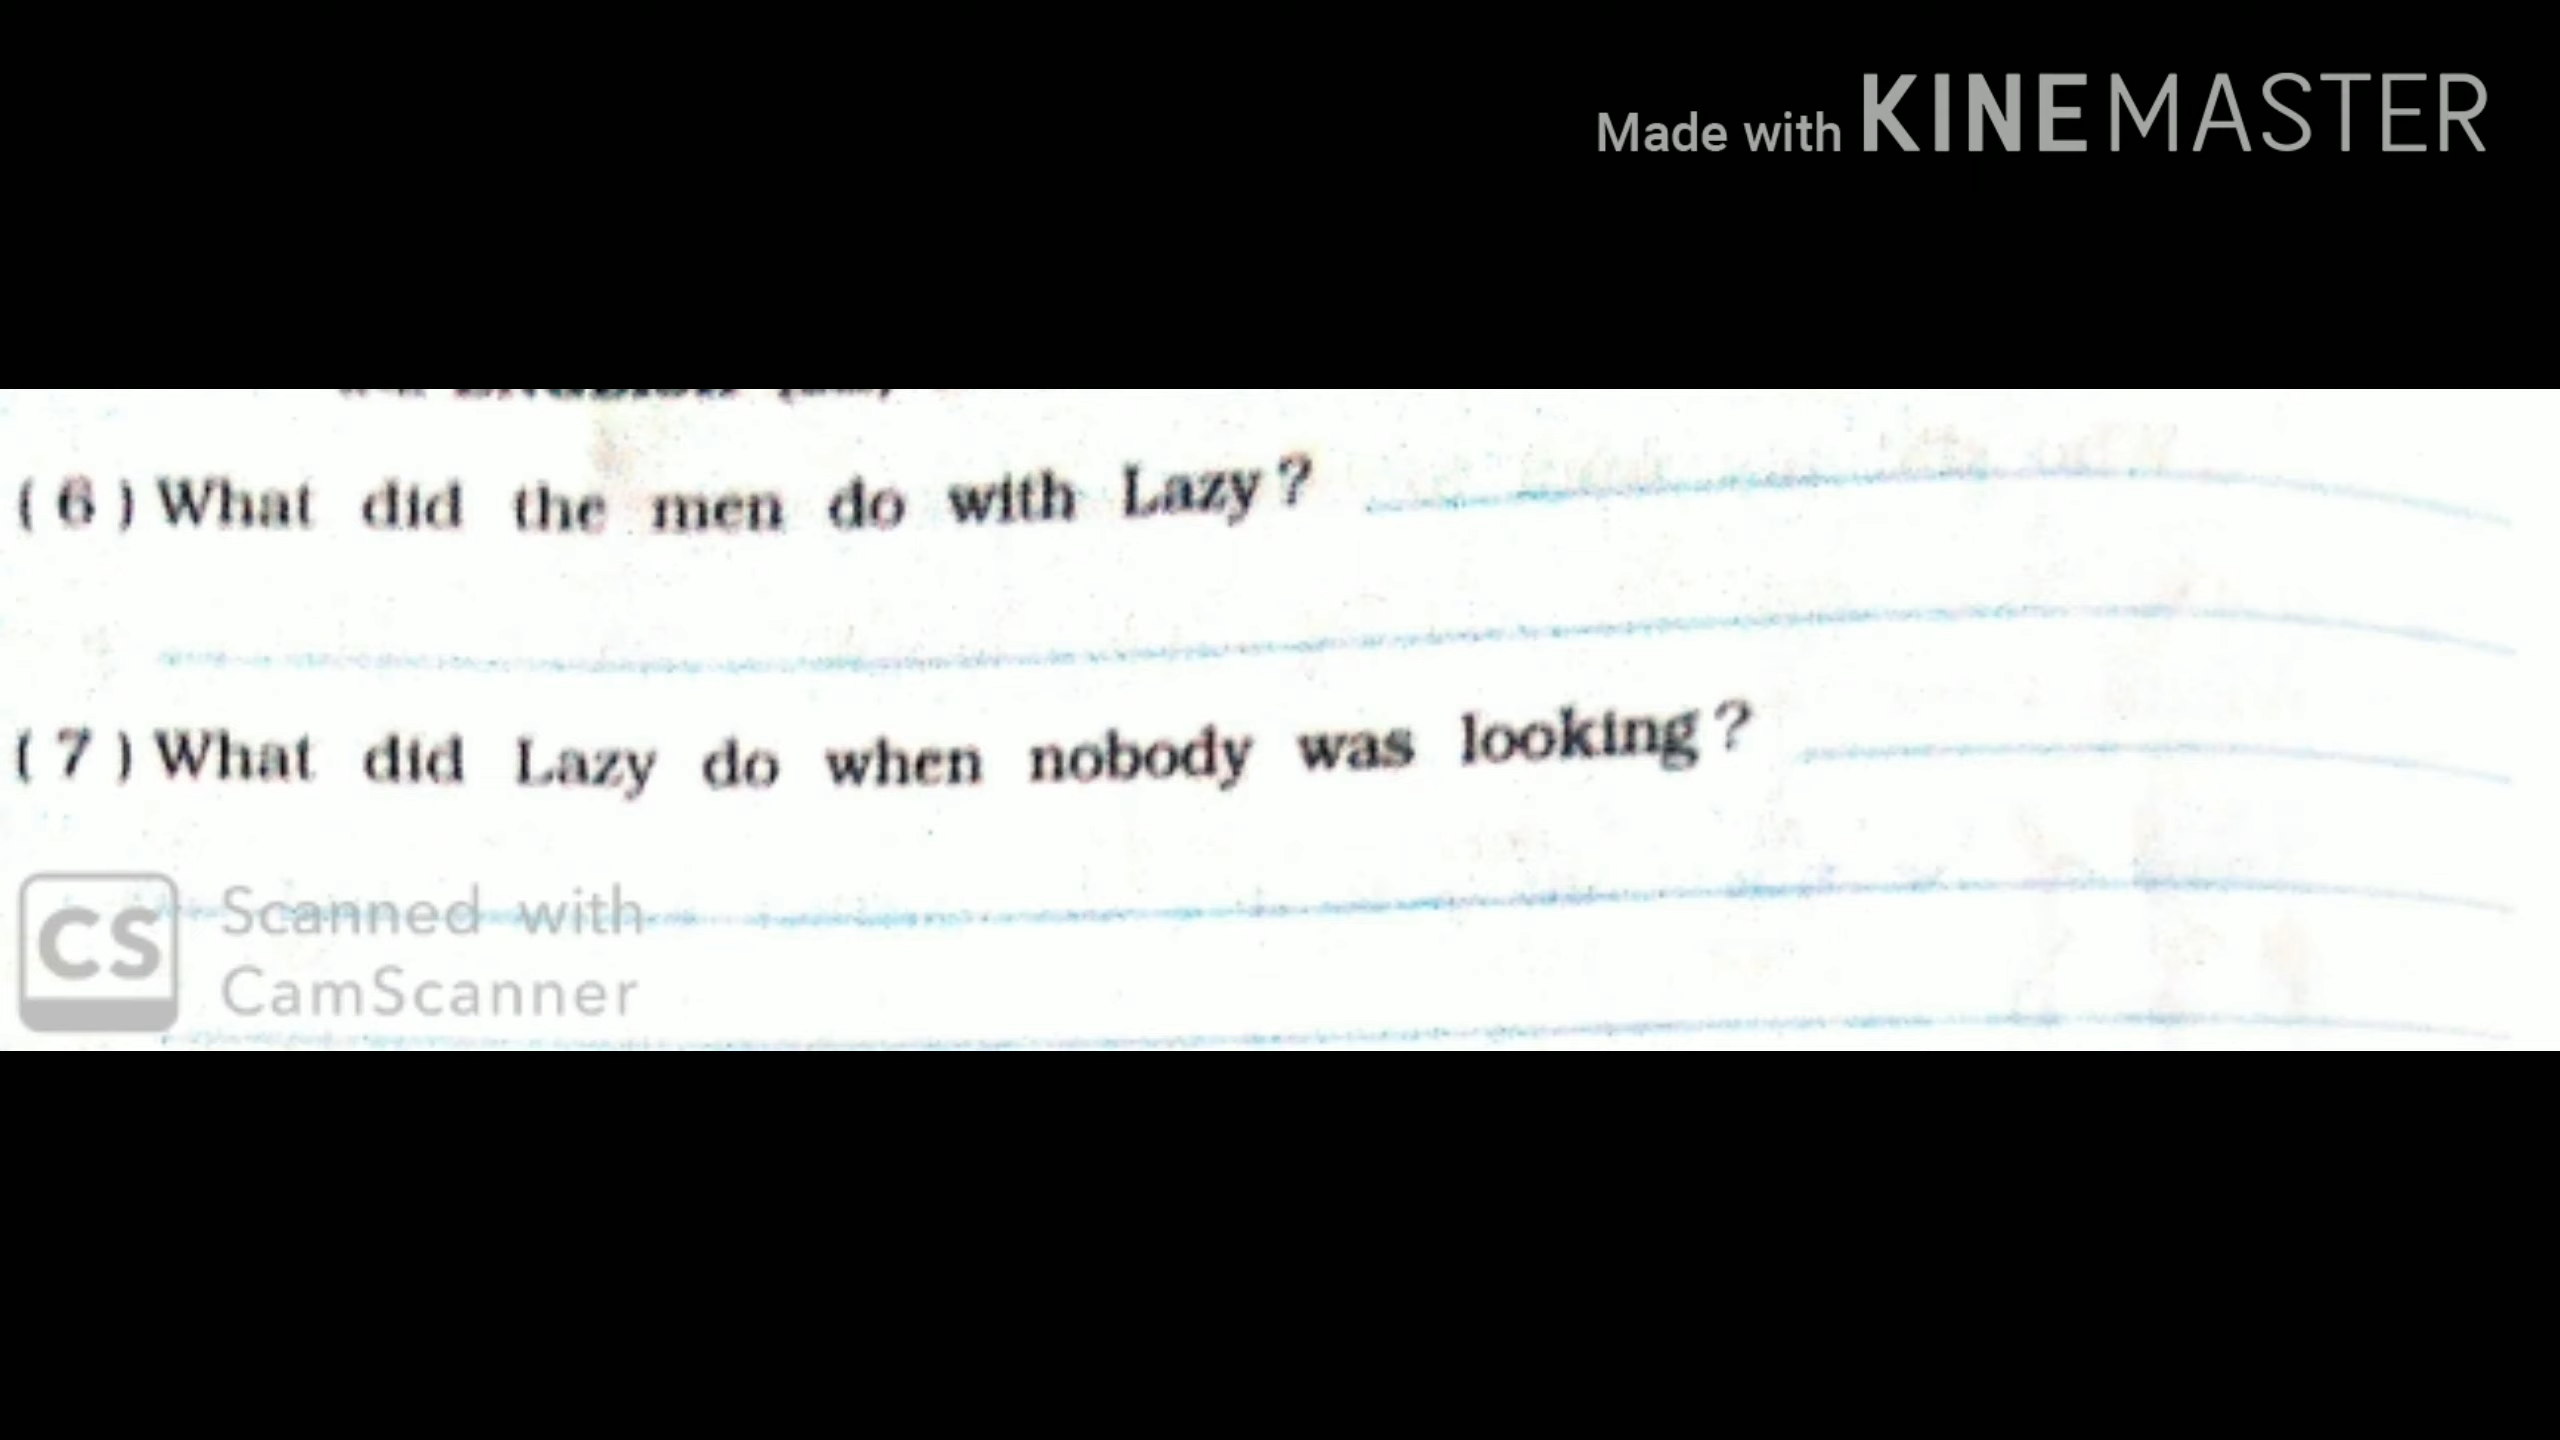 Made with KINEMASTER
( 6 ) What did the men do with Lazy ?
( 7 ) What did Lazy do when nobody was looking ?
CS Scanned with
CamScanner